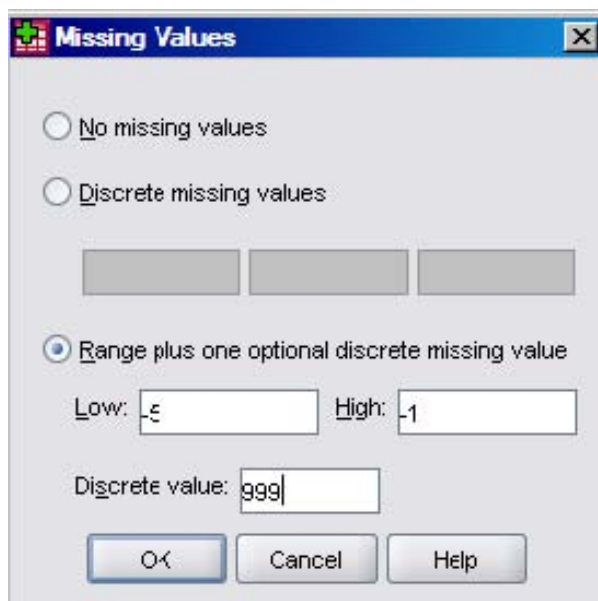 Missing Values
No missing values
Discrete missing values
Range plus one optional discrete missing value
Low: -5 High: -1
Discrete value: 999
OK Cancel Help